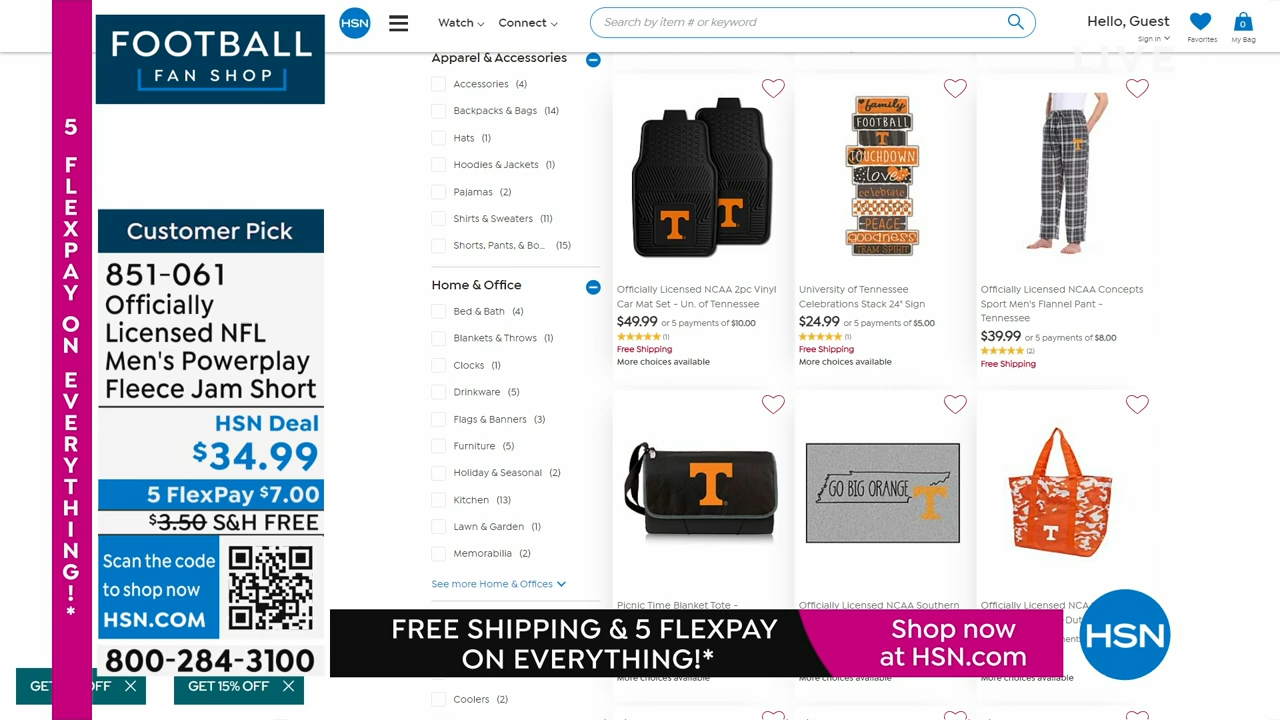 5 FLEXPAY ON EVERYTHING!*
FOOTBALL
FAN SHOP
Customer Pick
851-061
Officially
Licensed NFL
Men's Powerplay
Fleece Jam Short
HSN Deal
$34.99
5 FlexPay $7.00
$3.50 S&H FREE
Scan the code
to shop now
HSN.COM
800-284-3100
GET
OFF
GET 15% OFF
HSN
Watch
Connect
Search by item # or keyword
Hello, Guest
Sign in
Favorites
0
My Bag
LIVE
Apparel & Accessories
Accessories (4)
Backpacks & Bags (14)
Hats (1)
Hoodies & Jackets (1)
Pajamas (2)
Shirts & Sweaters (11)
Shorts, Pants, & Bo... (15)
Home & Office
Bed & Bath (4)
Blankets & Throws (1)
Clocks (1)
Drinkware (5)
Flags & Banners (3)
Furniture (5)
Holiday & Seasonal (2)
Kitchen (13)
Lawn & Garden (1)
Memorabilia (2)
See more Home & Offices
Coolers (2)
T
T
Officially Licensed NCAA 2pc Vinyl
Car Mat Set - Un. of Tennessee
$49.99 or 5 payments of $10.00
(1)
Free Shipping
More choices available
family
FOOTBALL
T
TOUCHDOWN
love
celebrate
PEACE
goodness
TEAM SPIRIT
University of Tennessee
Celebrations Stack 24" Sign
$24.99 or 5 payments of $5.00
(1)
Free Shipping
More choices available
T
Officially Licensed NCAA Concepts
Sport Men's Flannel Pant -
Tennessee
$39.99 or 5 payments of $8.00
(2)
Free Shipping
T
Picnic Time Blanket Tote -
GO BIG ORANGE
T
Officially Licensed NCAA Southern
T
Officially Licensed NCA
More choices available
More choices available
More choices available
FREE SHIPPING & 5 FLEXPAY
ON EVERYTHING!*
Shop now
at HSN.com
HSN